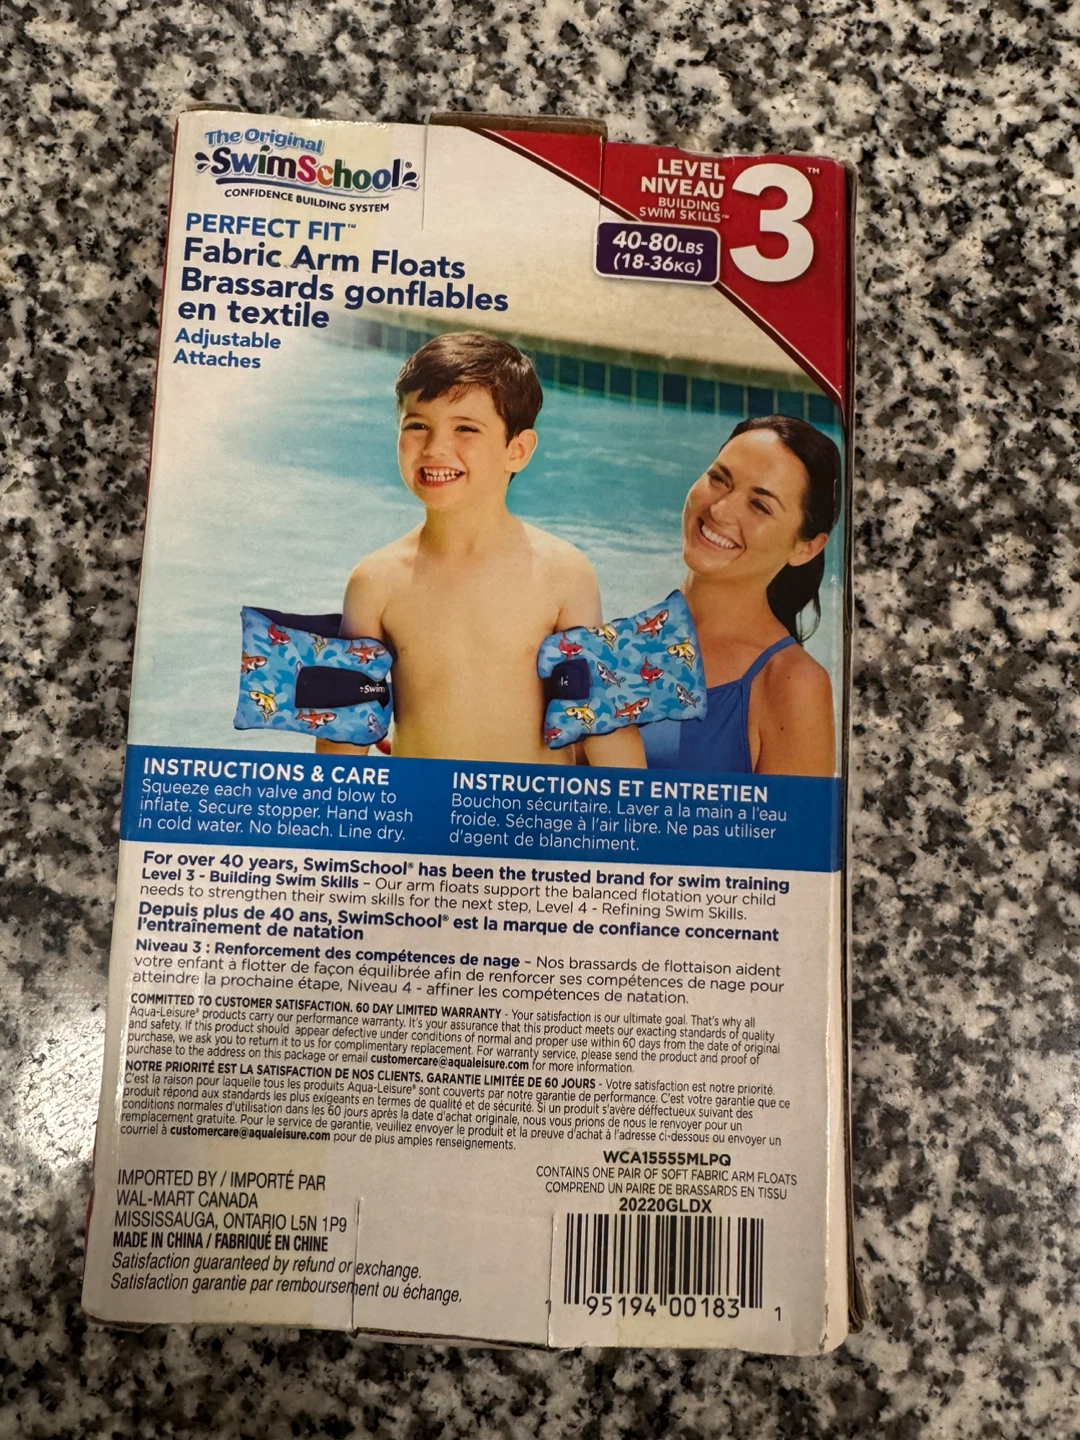 The Original
SwimSchool®
CONFIDENCE BUILDING SYSTEM
PERFECT FIT™
Fabric Arm Floats
Brassards gonflables
en textile
Adjustable
Attaches
LEVEL
NIVEAU
BUILDING
SWIM SKILLS™
3™
40-80LBS
(18-36KG)
Swim
INSTRUCTIONS & CARE
Squeeze each valve and blow to
inflate. Secure stopper. Hand wash
in cold water. No bleach. Line dry.
INSTRUCTIONS ET ENTRETIEN
Bouchon sécuritaire. Laver a la main a l'eau
froide. Séchage à l'air libre. Ne pas utiliser
d'agent de blanchiment.
For over 40 years, SwimSchool® has been the trusted brand for swim training
Level 3 - Building Swim Skills – Our arm floats support the balanced flotation your child
needs to strengthen their swim skills for the next step, Level 4 - Refining Swim Skills.
Depuis plus de 40 ans, SwimSchool® est la marque de confiance concernant
l'entraînement de natation
Niveau 3 : Renforcement des compétences de nage – Nos brassards de flottaison aident
votre enfant à flotter de façon équilibrée afin de renforcer ses compétences de nage pour
atteindre la prochaine étape, Niveau 4 - affiner les compétences de natation.
COMMITTED TO CUSTOMER SATISFACTION. 60 DAY LIMITED WARRANTY - Your satisfaction is our ultimate goal. That's why all
Aqua-Leisure® products carry our performance warranty. It's your assurance that this product meets our exacting standards of quality
and safety. If this product should appear defective under conditions of normal and proper use within 60 days from the date of original
purchase, we ask you to return it to us for complimentary replacement. For warranty service, please send the product and proof of
purchase to the address on this package or email customercare@aqualeisure.com for more information.
NOTRE PRIORITÉ EST LA SATISFACTION DE NOS CLIENTS. GARANTIE LIMITÉE DE 60 JOURS - Votre satisfaction est notre priorité.
C'est la raison pour laquelle tous les produits Aqua-Leisure® sont couverts par notre garantie de performance. C'est votre garantie que ce
produit répond aux standards les plus exigeants en termes de qualité et de sécurité. Si un produit s'avère déffectueux suivant des
conditions normales d'utilisation dans les 60 jours après la date d'achat originale, nous vous prions de nous le renvoyer pour un
remplacement gratuite. Pour le service de garantie, veuillez envoyer le produit et la preuve d'achat à l'adresse ci-dessous ou envoyer un
courriel à customercare@aqualeisure.com pour de plus amples renseignements.
WCA15555MLPQ
CONTAINS ONE PAIR OF SOFT FABRIC ARM FLOATS
COMPREND UN PAIRE DE BRASSARDS EN TISSU
20220GLDX
IMPORTED BY / IMPORTÉ PAR
WAL-MART CANADA
MISSISSAUGA, ONTARIO L5N 1P9
MADE IN CHINA / FABRIQUÉ EN CHINE
Satisfaction guaranteed by refund or exchange.
Satisfaction garantie par remboursement ou échange.
1 95194 00183 1